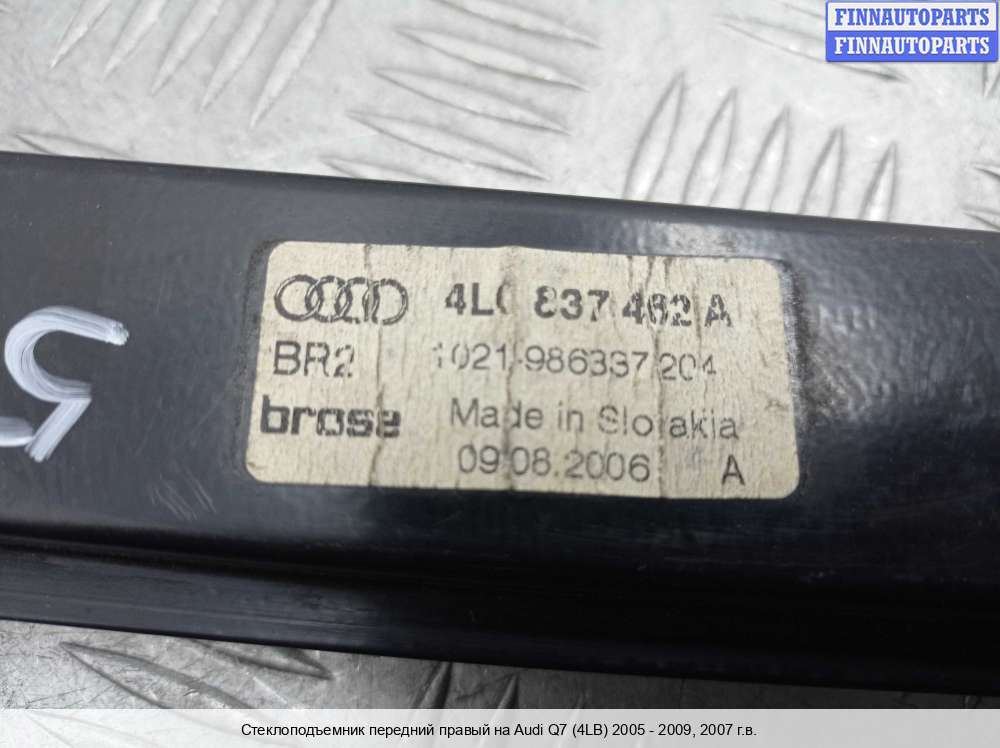 FINNAUTOPARTS
FINNAUTOPARTS
4L0 837 462 A
BR2 1021-986337 204
brose Made in Slovakia
09.08.2006 A
5
Стеклоподъемник передний правый на Audi Q7 (4LB) 2005 - 2009, 2007 г.в.